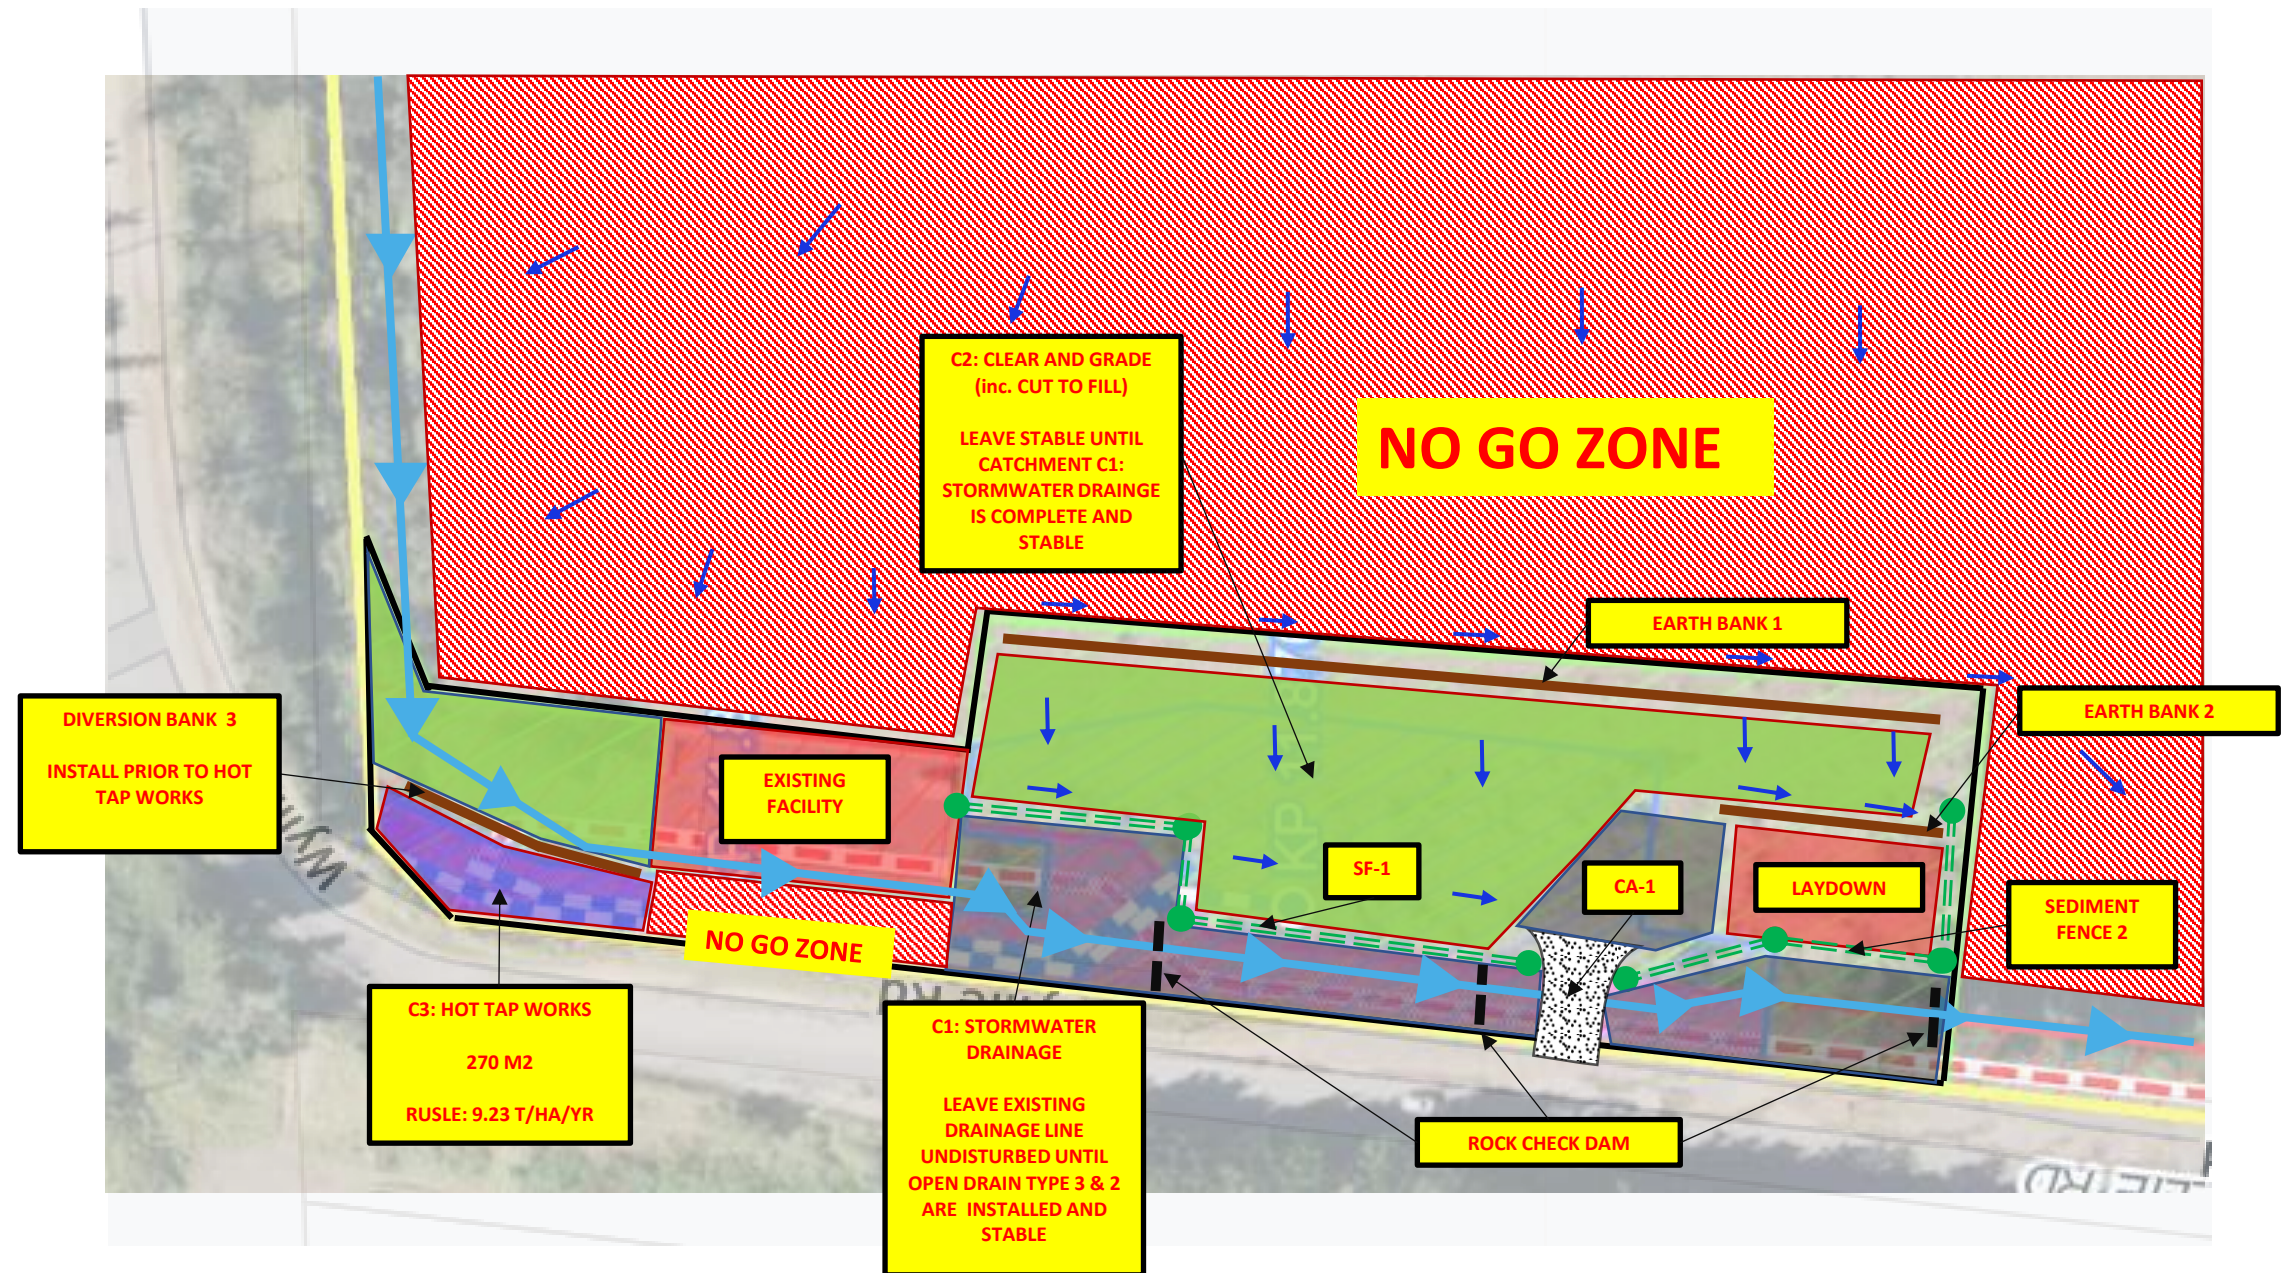 C2: CLEAR AND GRADE
(inc. CUT TO FILL)
LEAVE STABLE UNTIL
CATCHMENT C1:
STORMWATER DRAINGE
IS COMPLETE AND
STABLE
NO GO ZONE
EARTH BANK 1
EARTH BANK 2
DIVERSION BANK 3
INSTALL PRIOR TO HOT
TAP WORKS
EXISTING
FACILITY
SF-1
CA-1
LAYDOWN
SEDIMENT
FENCE 2
NO GO ZONE
C3: HOT TAP WORKS
270 M2
RUSLE: 9.23 T/HA/YR
C1: STORMWATER
DRAINAGE
LEAVE EXISTING
DRAINAGE LINE
UNDISTURBED UNTIL
OPEN DRAIN TYPE 3 & 2
ARE INSTALLED AND
STABLE
ROCK CHECK DAM